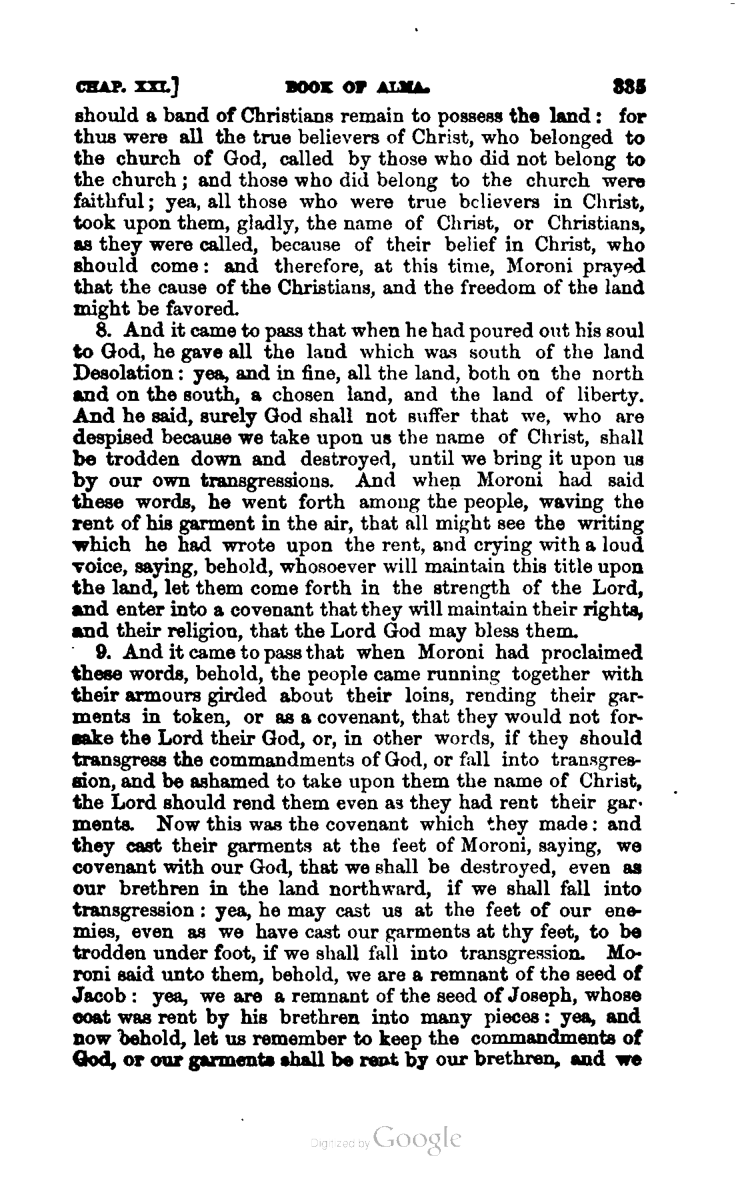 CHAP. XXI.] BOOK OF ALMA. 335
should a band of Christians remain to possess the land: for
thus were all the true believers of Christ, who belonged to
the church of God, called by those who did not belong to
the church; and those who did belong to the church were
faithful; yea, all those who were true believers in Christ,
took upon them, gladly, the name of Christ, or Christians,
as they were called, because of their belief in Christ, who
should come: and therefore, at this time, Moroni prayed
that the cause of the Christians, and the freedom of the land
might be favored.
8. And it came to pass that when he had poured out his soul
to God, he gave all the land which was south of the land
Desolation: yea, and in fine, all the land, both on the north
and on the south, a chosen land, and the land of liberty.
And he said, surely God shall not suffer that we, who are
despised because we take upon us the name of Christ, shall
be trodden down and destroyed, until we bring it upon us
by our own transgressions. And when Moroni had said
these words, he went forth among the people, waving the
rent of his garment in the air, that all might see the writing
which he had wrote upon the rent, and crying with a loud
voice, saying, behold, whosoever will maintain this title upon
the land, let them come forth in the strength of the Lord,
and enter into a covenant that they will maintain their rights,
and their religion, that the Lord God may bless them.
9. And it came to pass that when Moroni had proclaimed
these words, behold, the people came running together with
their armours girded about their loins, rending their gar-
ments in token, or as a covenant, that they would not for-
sake the Lord their God, or, in other words, if they should
transgress the commandments of God, or fall into transgres-
sion, and be ashamed to take upon them the name of Christ,
the Lord should rend them even as they had rent their gar-
ments. Now this was the covenant which they made: and
they cast their garments at the feet of Moroni, saying, we
covenant with our God, that we shall be destroyed, even as
our brethren in the land northward, if we shall fall into
transgression: yea, he may cast us at the feet of our ene-
mies, even as we have cast our garments at thy feet, to be
trodden under foot, if we shall fall into transgression. Mo-
roni said unto them, behold, we are a remnant of the seed of
Jacob: yea, we are a remnant of the seed of Joseph, whose
coat was rent by his brethren into many pieces: yea, and
now behold, let us remember to keep the commandments of
God, or our garments shall be rent by our brethren, and we
Digitized by Google